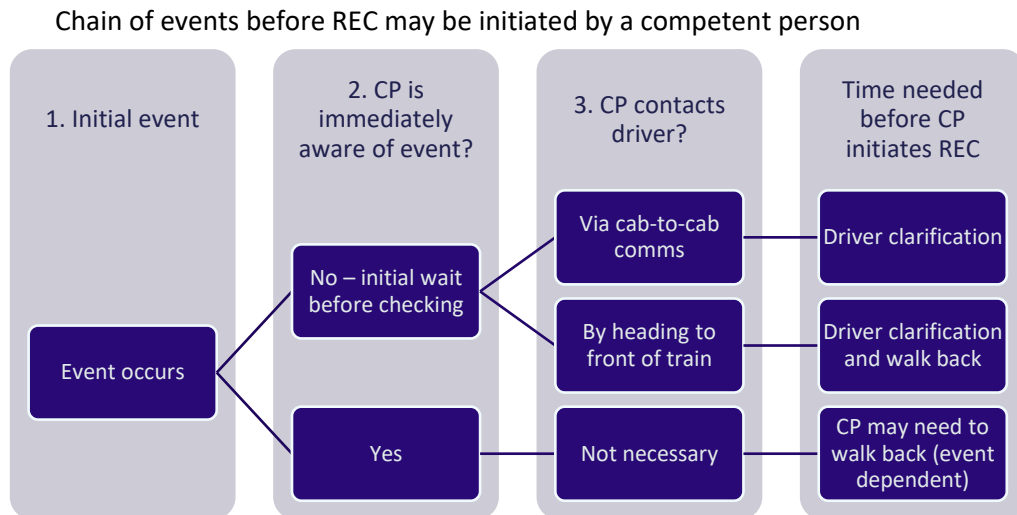 Chain of events before REC may be initiated by a competent person
1. Initial event
2. CP is
immediately
aware of event?
3. CP contacts
driver?
Time needed
before CP
initiates REC
Event occurs
No – initial wait
before checking
Yes
Via cab-to-cab
comms
By heading to
front of train
Not necessary
Driver clarification
Driver clarification
and walk back
CP may need to
walk back (event
dependent)